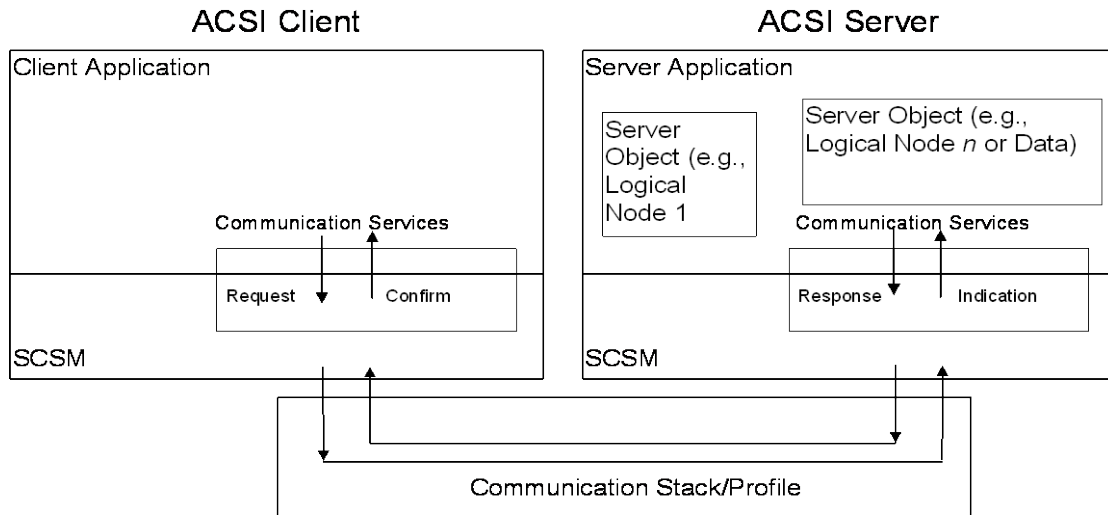 ACSI Client
ACSI Server
Client Application
Server Application
Server
Object (e.g.,
Logical
Node 1
Server Object (e.g.,
Logical Node n or Data)
Communication Services
Communication Services
Request
Confirm
Response
Indication
SCSM
SCSM
Communication Stack/Profile